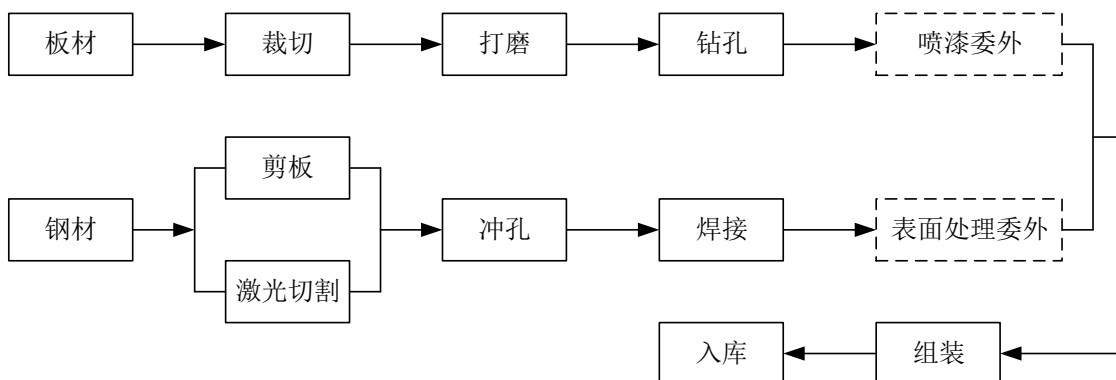 板材
裁切
打磨
钻孔
喷漆委外
剪板
钢材
冲孔
焊接
表面处理委外
激光切割
入库
组装